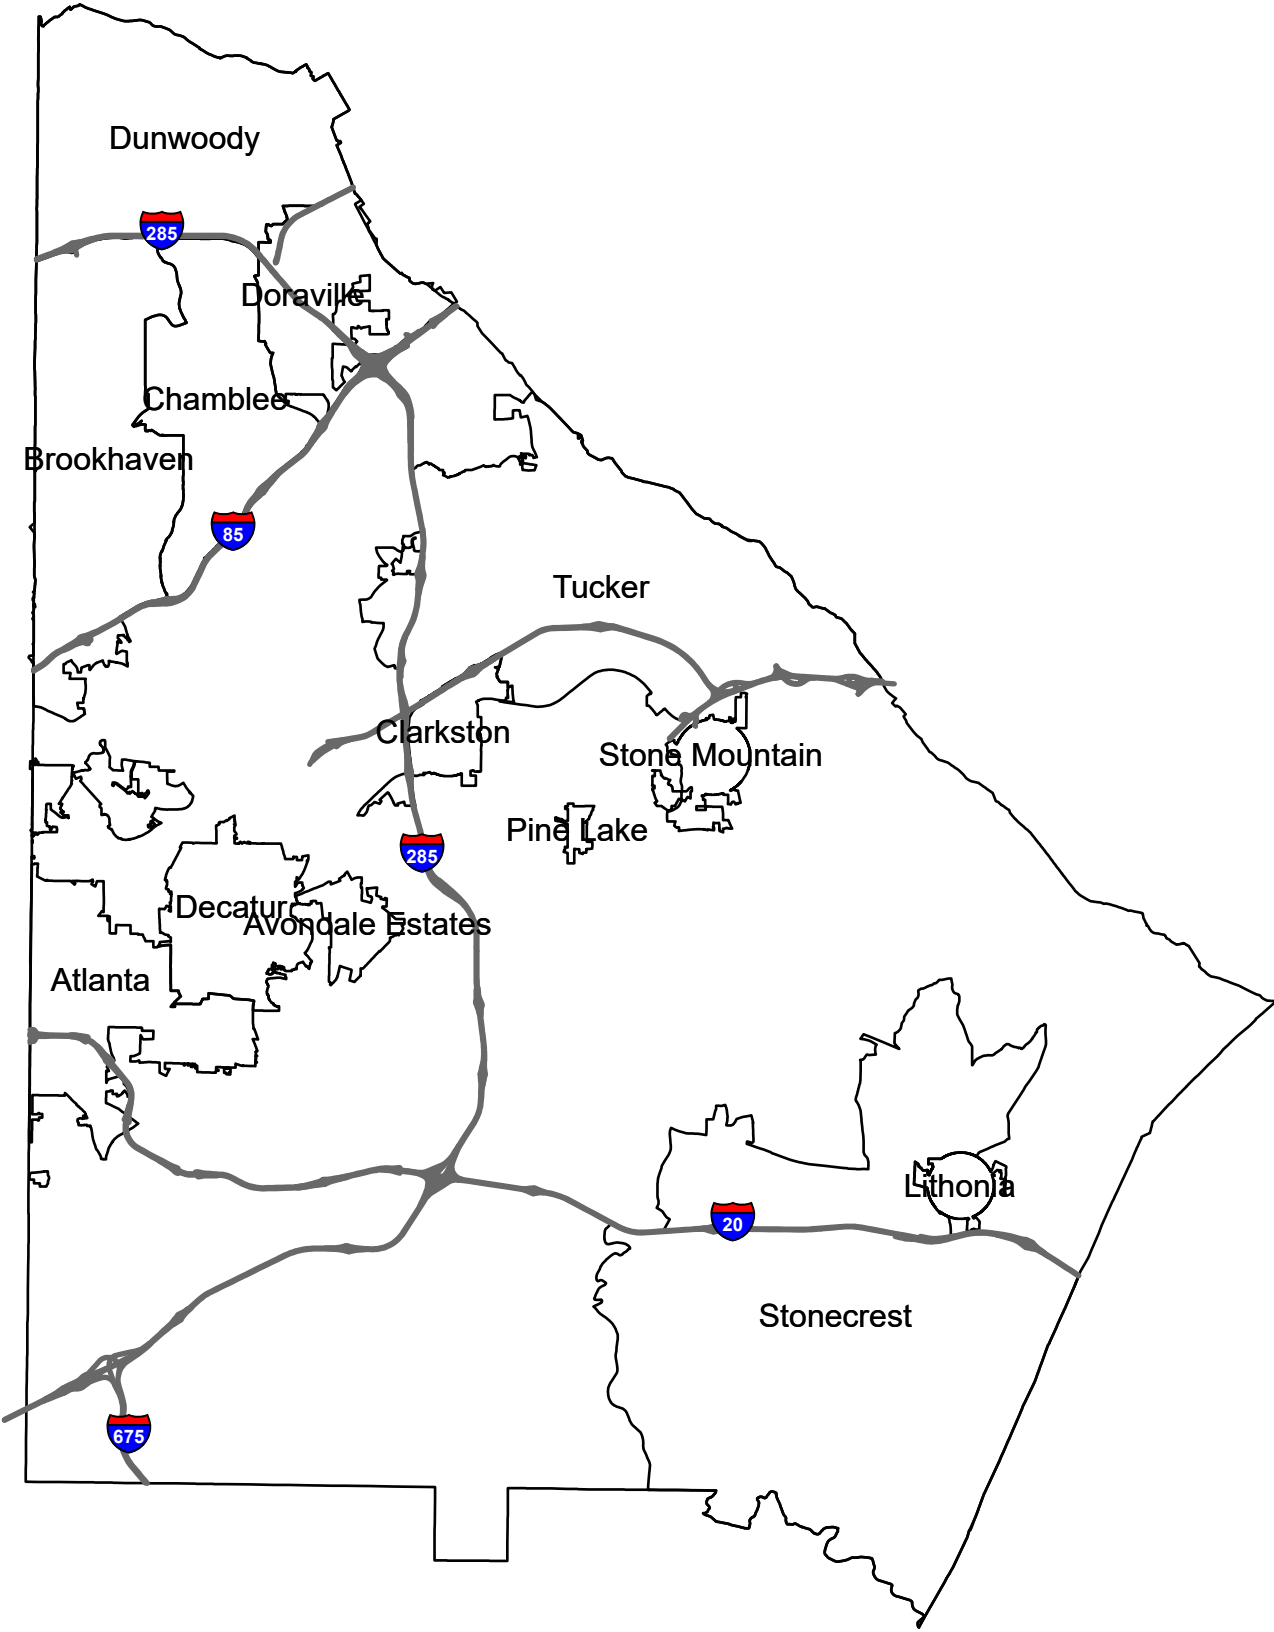 Dunwoody
285
Doraville
Chamblee
Brookhaven
85
Tucker
Clarkston
Stone Mountain
Pine Lake
285
Decatur
Avondale Estates
Atlanta
Lithonia
20
Stonecrest
675